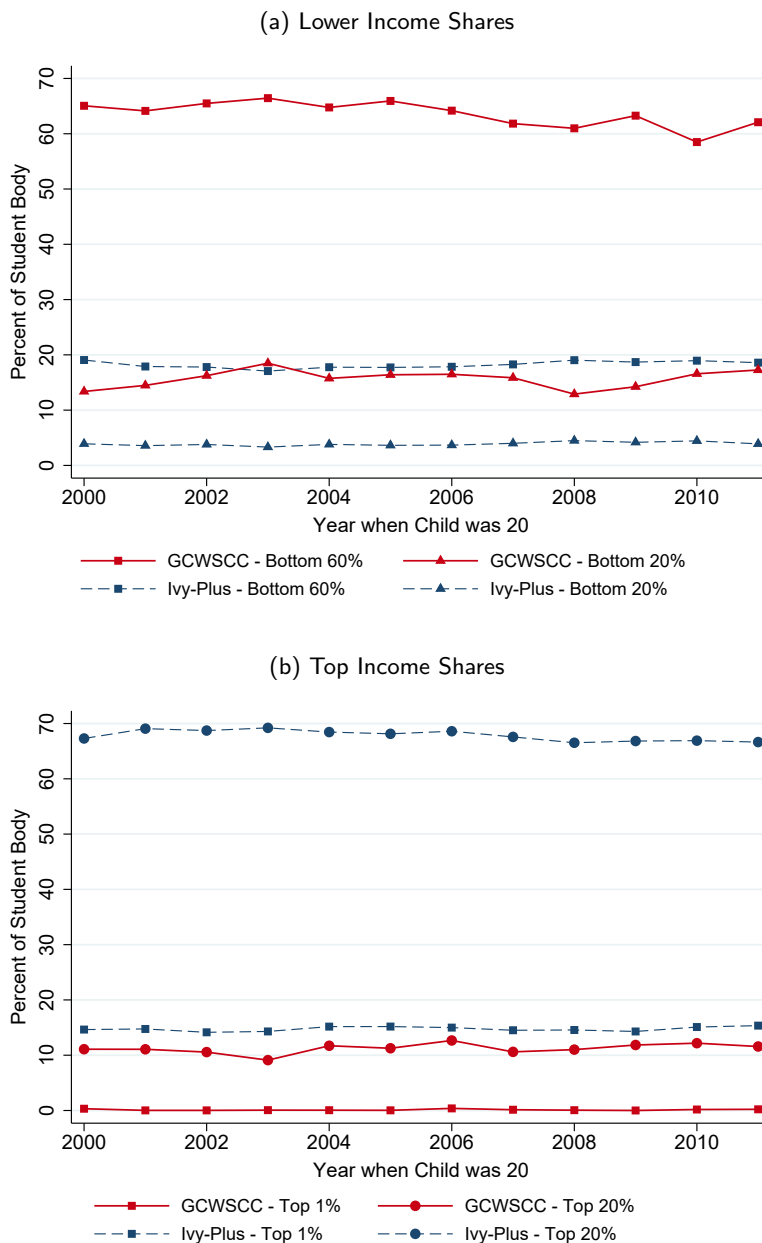 (a) Lower Income Shares
70
60
50
40
30
20
10
0
Percent of Student Body
2000 2002 2004 2006 2008 2010
Year when Child was 20
GCWSCC - Bottom 60% GCWSCC - Bottom 20%
Ivy-Plus - Bottom 60% Ivy-Plus - Bottom 20%
(b) Top Income Shares
70
60
50
40
30
20
10
0
Percent of Student Body
2000 2002 2004 2006 2008 2010
Year when Child was 20
GCWSCC - Top 1% GCWSCC - Top 20%
Ivy-Plus - Top 1% Ivy-Plus - Top 20%